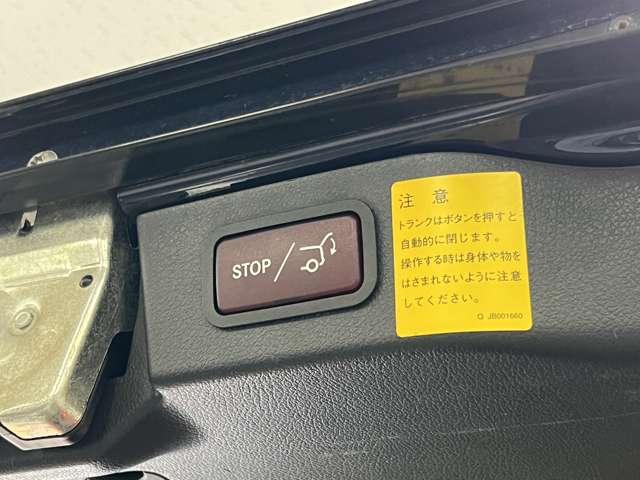 STOP /
注 意
トランクはボタンを押すと
自動的に閉じます。
操作する時は身体や物を
はさまれないように注意
してください。
Q JB001660